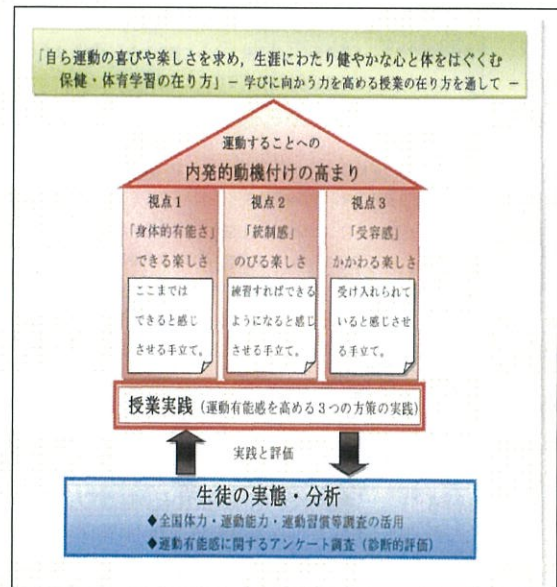 「自ら運動の喜びや楽しさを求め，生涯にわたり健やかな心と体をはぐくむ
保健・体育学習の在り方」－ 学びに向かう力を高める授業の在り方を通して －
運動することへの
内発的動機付けの高まり
視点１
「身体的有能さ」
できる楽しさ
ここまでは
できると感じ
させる手立て。
視点２
「統制感」
のびる楽しさ
練習すればできる
ようになると感じ
させる手立て。
視点３
「受容感」
かかわる楽しさ
受け入れられて
いると感じさせ
る手立て。
授業実践（運動有能感を高める３つの方策の実践）
実践と評価
生徒の実態・分析
◆全国体力・運動能力・運動習慣等調査の活用
◆運動有能感に関するアンケート調査（診断的評価）